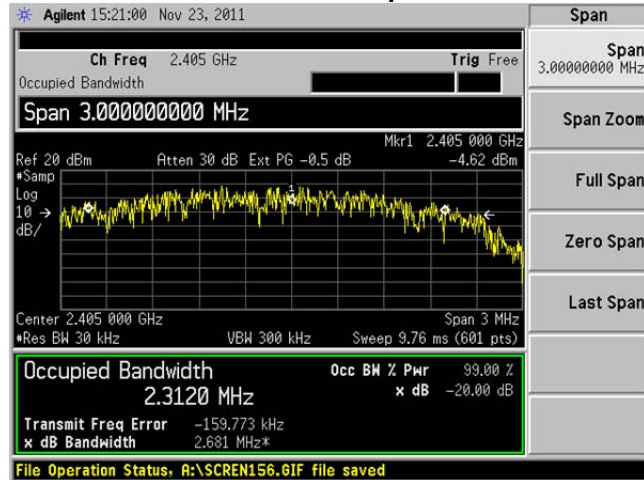 Agilent 15:21:00 Nov 23, 2011
Span
Ch Freq 2.405 GHz Trig Free
Occupied Bandwidth
Span 3.000000000 MHz
Span
3.00000000 MHz
Span Zoom
Full Span
Zero Span
Last Span
Mkr1 2.405 000 GHz
Ref 20 dBm Atten 30 dB Ext PG -0.5 dB -4.62 dBm
#Samp
Log
10
dB/
1
Center 2.405 000 GHz Span 3 MHz
#Res BW 30 kHz VBW 300 kHz Sweep 9.76 ms (601 pts)
Occupied Bandwidth Occ BW % Pwr 99.00 %
2.3120 MHz x dB -20.00 dB
Transmit Freq Error -159.773 kHz
x dB Bandwidth 2.681 MHz*
File Operation Status, A:\SCREN156.GIF file saved